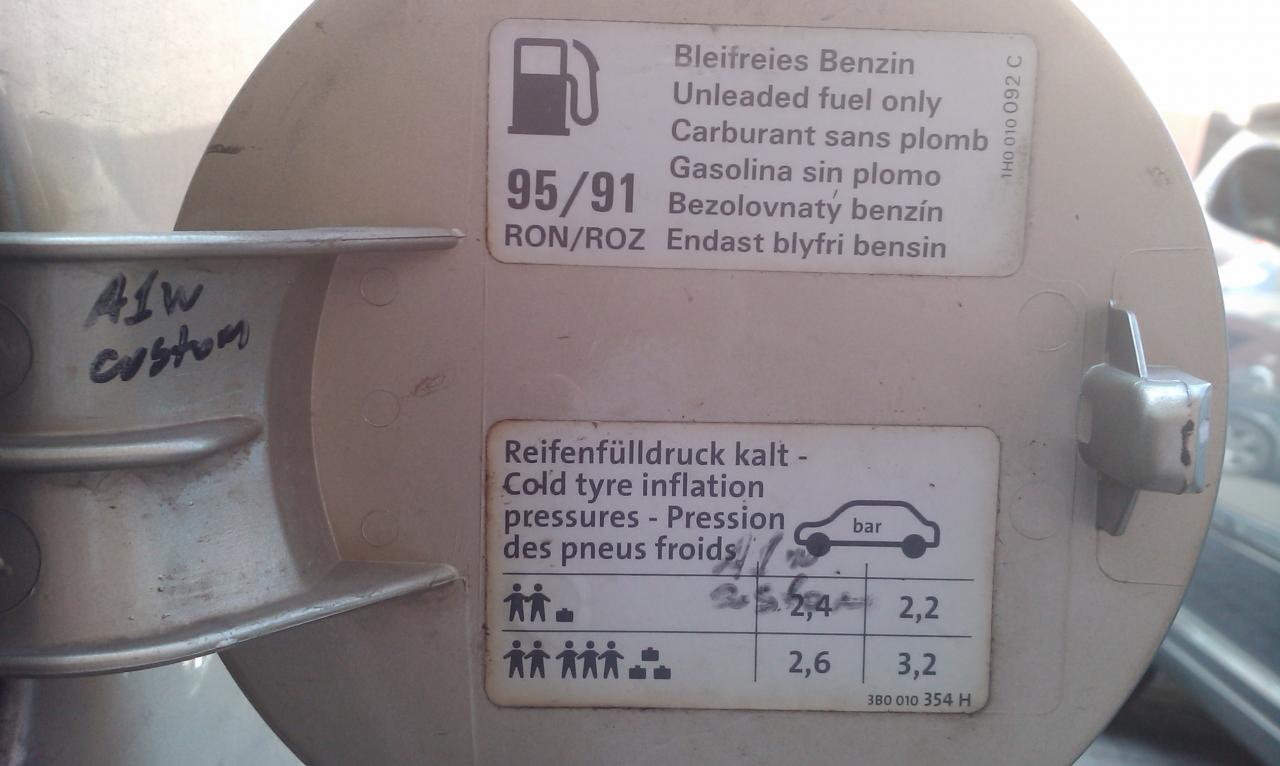 Bleifreies Benzin
Unleaded fuel only
Carburant sans plomb
Gasolina sin plomo
Bezolovnatý benzín
Endast blyfri bensin
95/91
RON/ROZ
1H0 010 092 C
A1W
custom
Reifenfülldruck kalt -
Cold tyre inflation
pressures - Pression
des pneus froids
bar
2,4 2,2
2,6 3,2
3B0 010 354 H